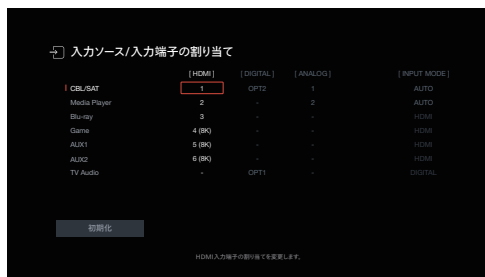 入力ソース/入力端子の割り当て
[ HDMI ] [ DIGITAL ] [ ANALOG ] [ INPUT MODE ]
CBL/SAT 1 OPT2 1 AUTO
Media Player 2 - 2 AUTO
Blu-ray 3 - - HDMI
Game 4 (8K) - - HDMI
AUX1 5 (8K) - - HDMI
AUX2 6 (8K) - - HDMI
TV Audio - OPT1 - DIGITAL
初期化
HDMI入力端子の割り当てを変更します。